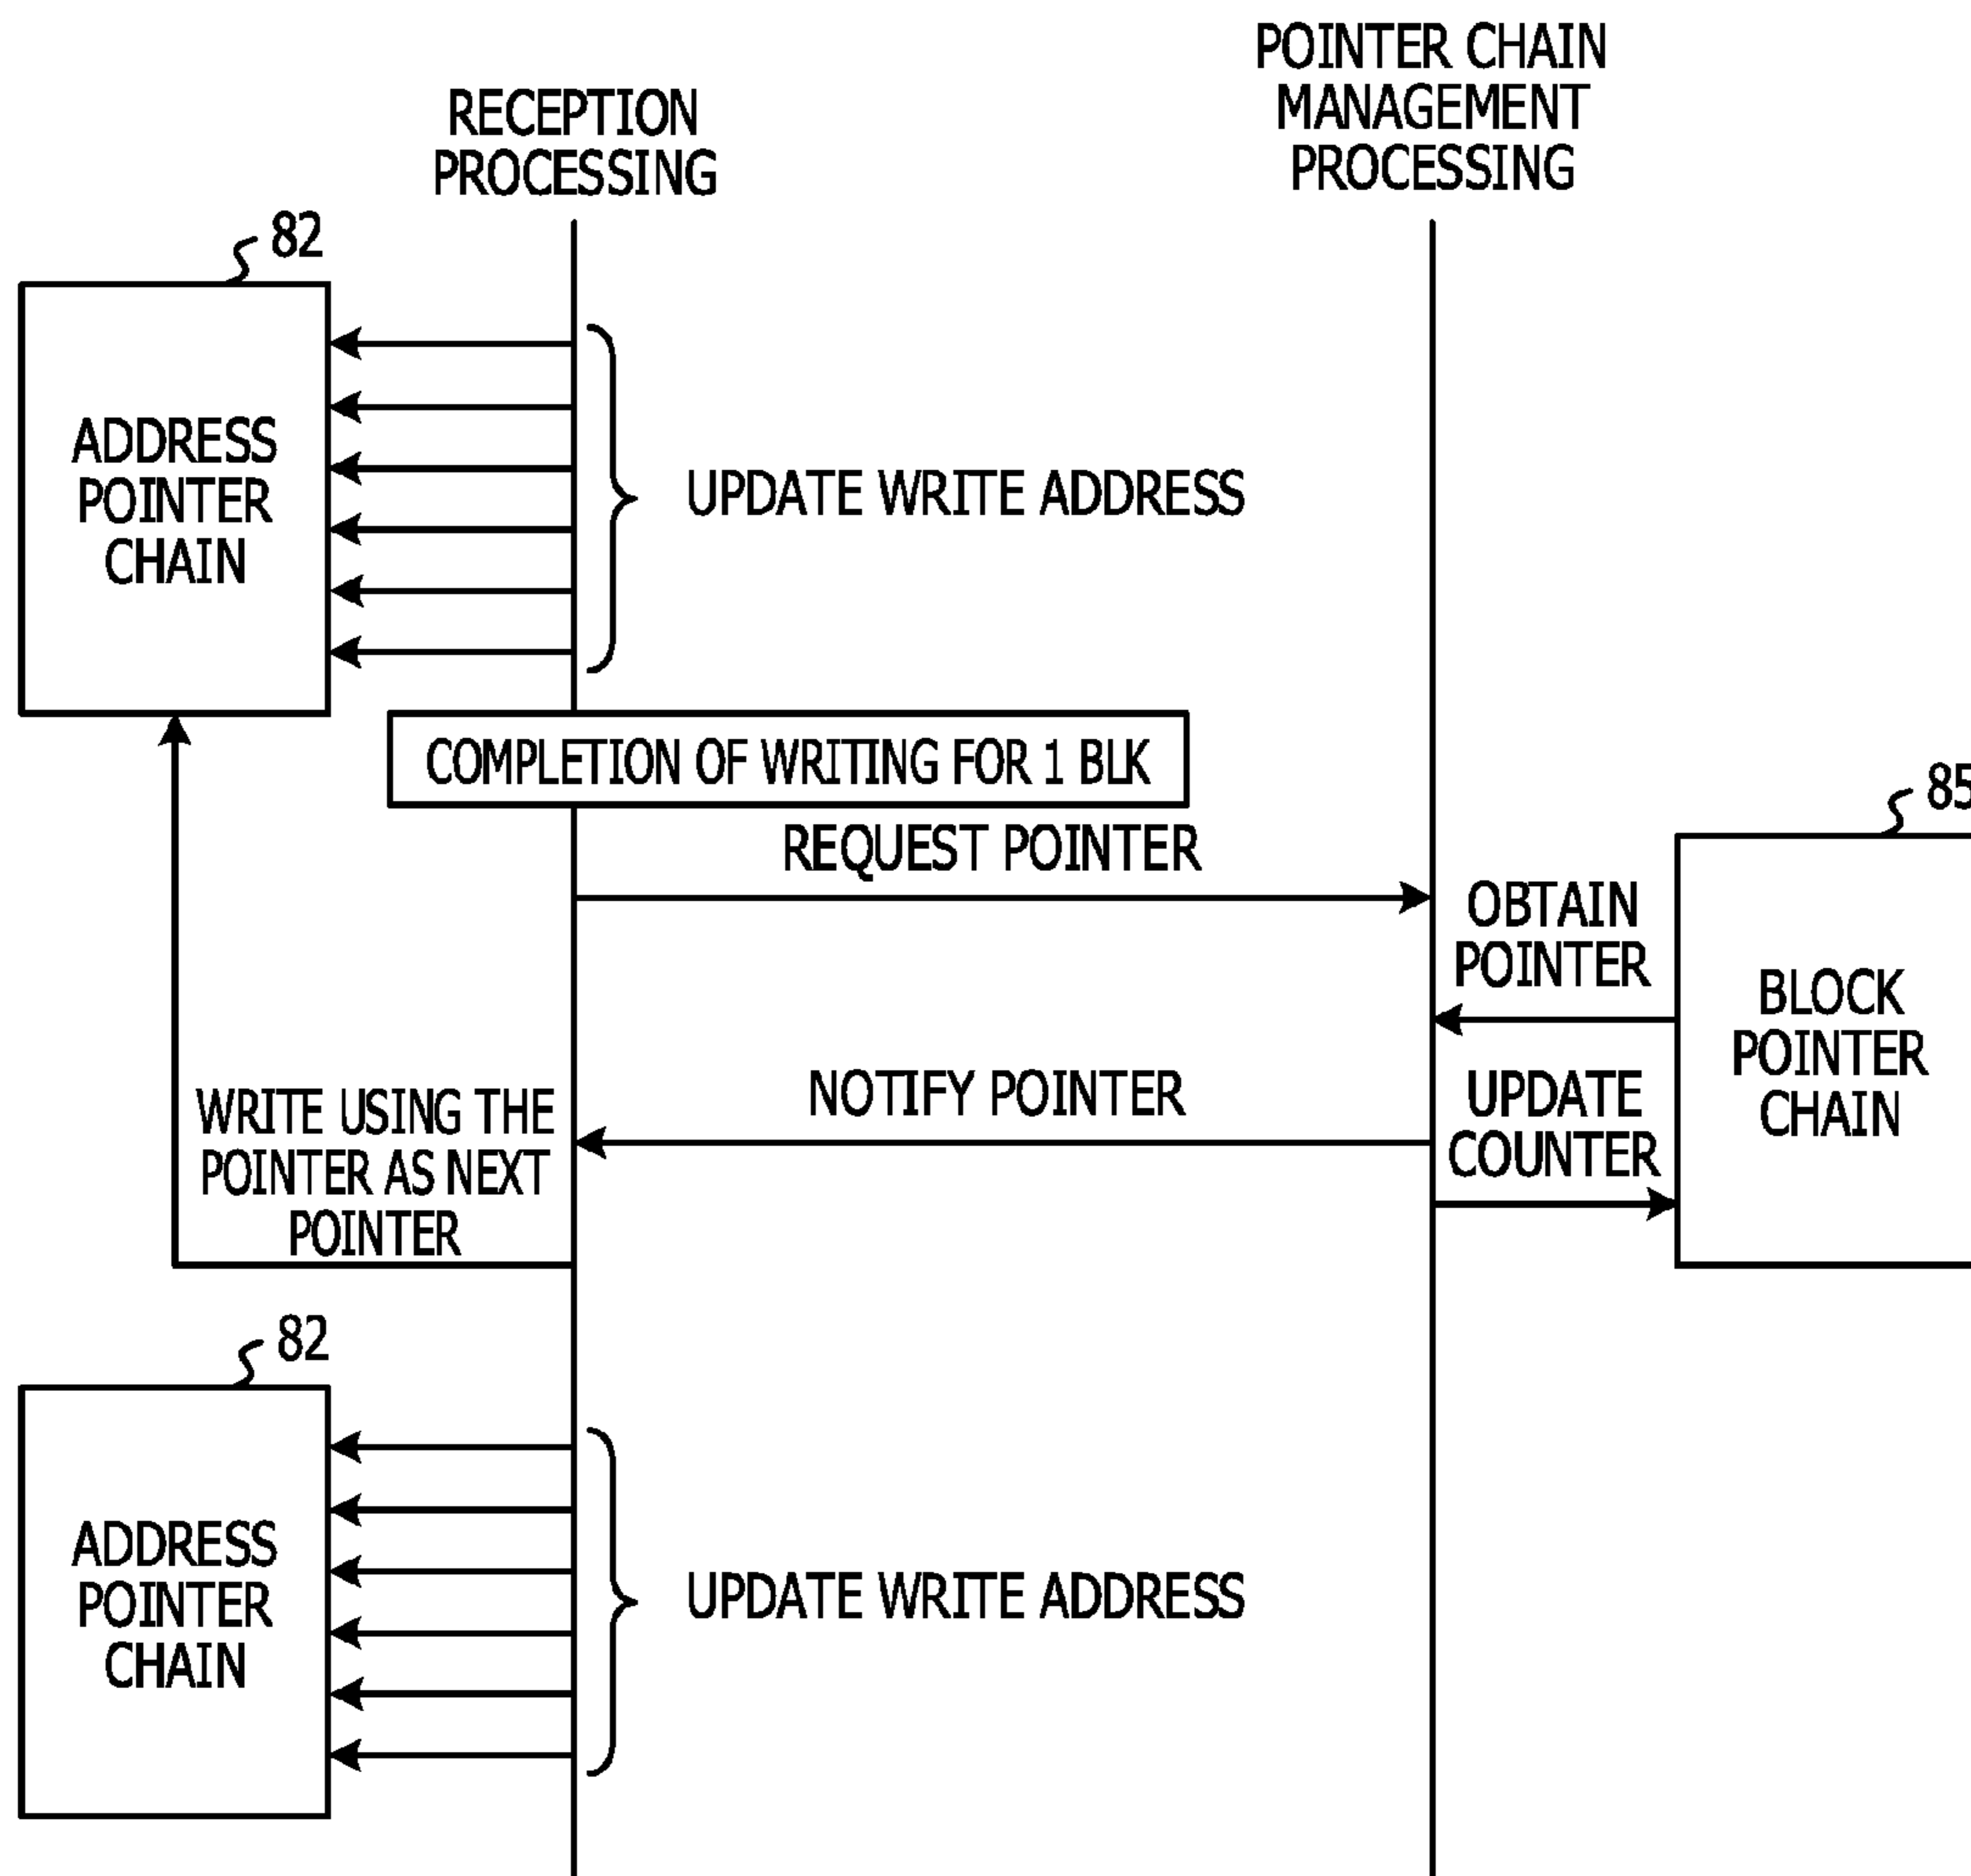 POINTER CHAIN
MANAGEMENT
PROCESSING
RECEPTION
PROCESSING
82
ADDRESS
POINTER
CHAIN
UPDATE WRITE ADDRESS
COMPLETION OF WRITING FOR 1 BLK
85
REQUEST POINTER
OBTAIN
POINTER
BLOCK
POINTER
CHAIN
NOTIFY POINTER
UPDATE
COUNTER
WRITE USING THE
POINTER AS NEXT
POINTER
82
ADDRESS
POINTER
CHAIN
UPDATE WRITE ADDRESS